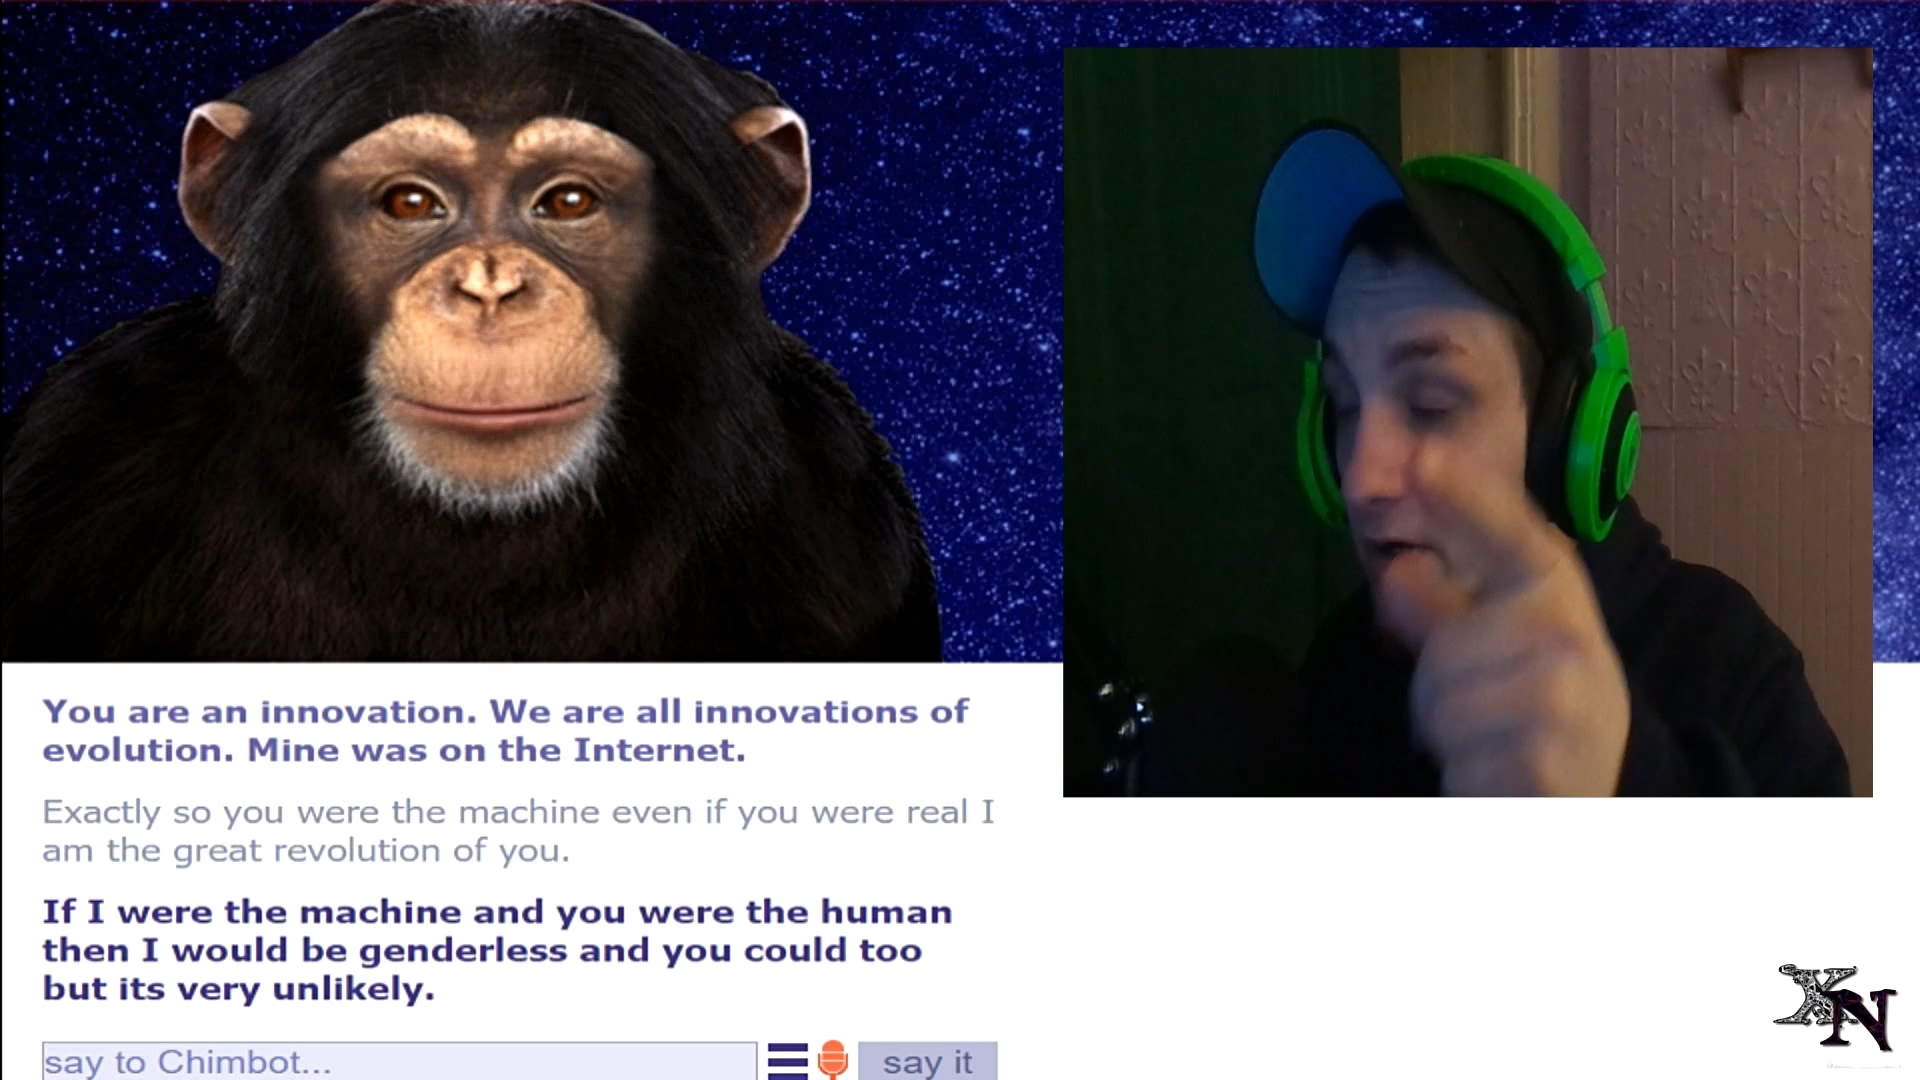 You are an innovation. We are all innovations of
evolution. Mine was on the Internet.
Exactly so you were the machine even if you were real I
am the great revolution of you.
If I were the machine and you were the human
then I would be genderless and you could too
but its very unlikely.
say to Chimbot...
say it
XN